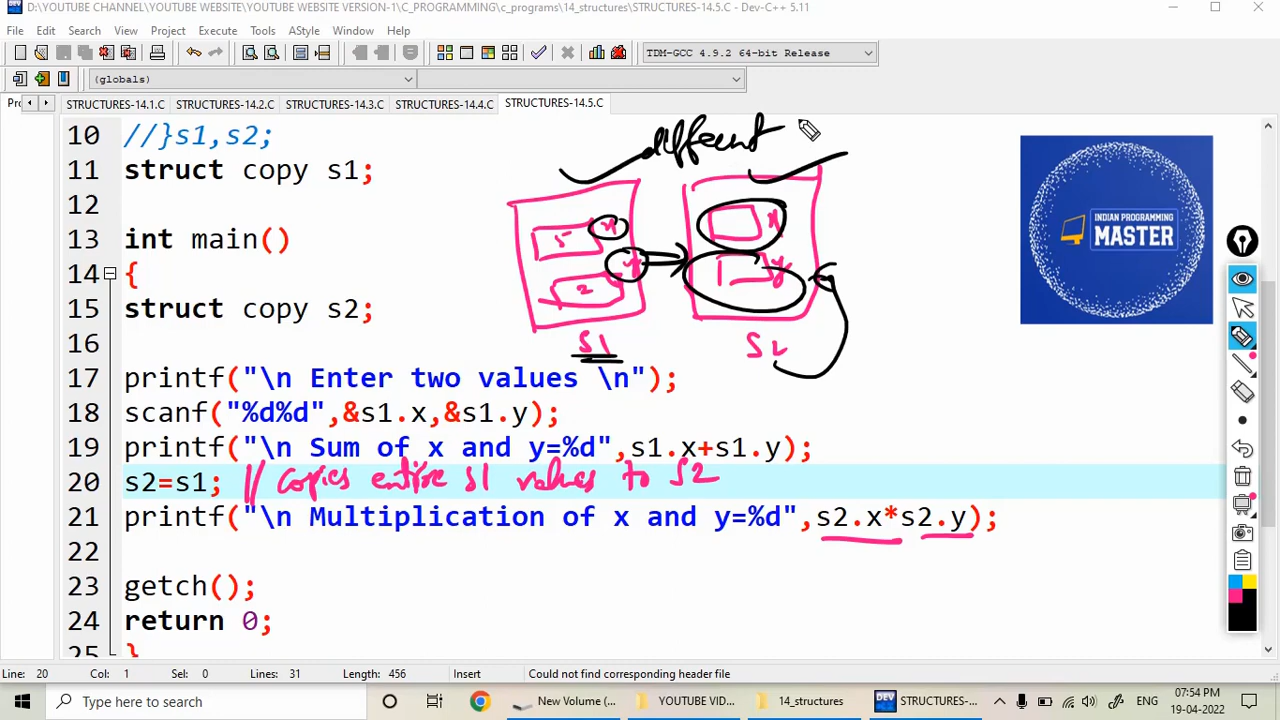 D:\YOUTUBE CHANNEL\YOUTUBE WEBSITE\YOUTUBE WEBSITE VERSION-1\C_PROGRAMMING\c_programs\14_structures\STRUCTURES-14.5.C - Dev-C++ 5.11
File Edit Search View Project Execute Tools AStyle Window Help
TDM-GCC 4.9.2 64-bit Release
(globals)
Pr STRUCTURES-14.1.C STRUCTURES-14.2.C STRUCTURES-14.3.C STRUCTURES-14.4.C STRUCTURES-14.5.C
10 //}s1,s2;
11 struct copy s1;
12
13 int main()
14 {
15 struct copy s2;
16
17 printf("\n Enter two values \n");
18 scanf("%d%d",&s1.x,&s1.y);
19 printf("\n Sum of x and y=%d",s1.x+s1.y);
20 s2=s1; // copies entire s1 values to s2
21 printf("\n Multiplication of x and y=%d",s2.x*s2.y);
22
23 getch();
24 return 0;
25 }
different
5 x x
2 y y
S1 S2
INDIAN PROGRAMMING
MASTER
Line: 20 Col: 1 Sel: 0 Lines: 31 Length: 456 Insert Could not find corresponding header file
Type here to search
New Volume (... YOUTUBE VID... 14_structures STRUCTURES-... ENG 07:54 PM
19-04-2022